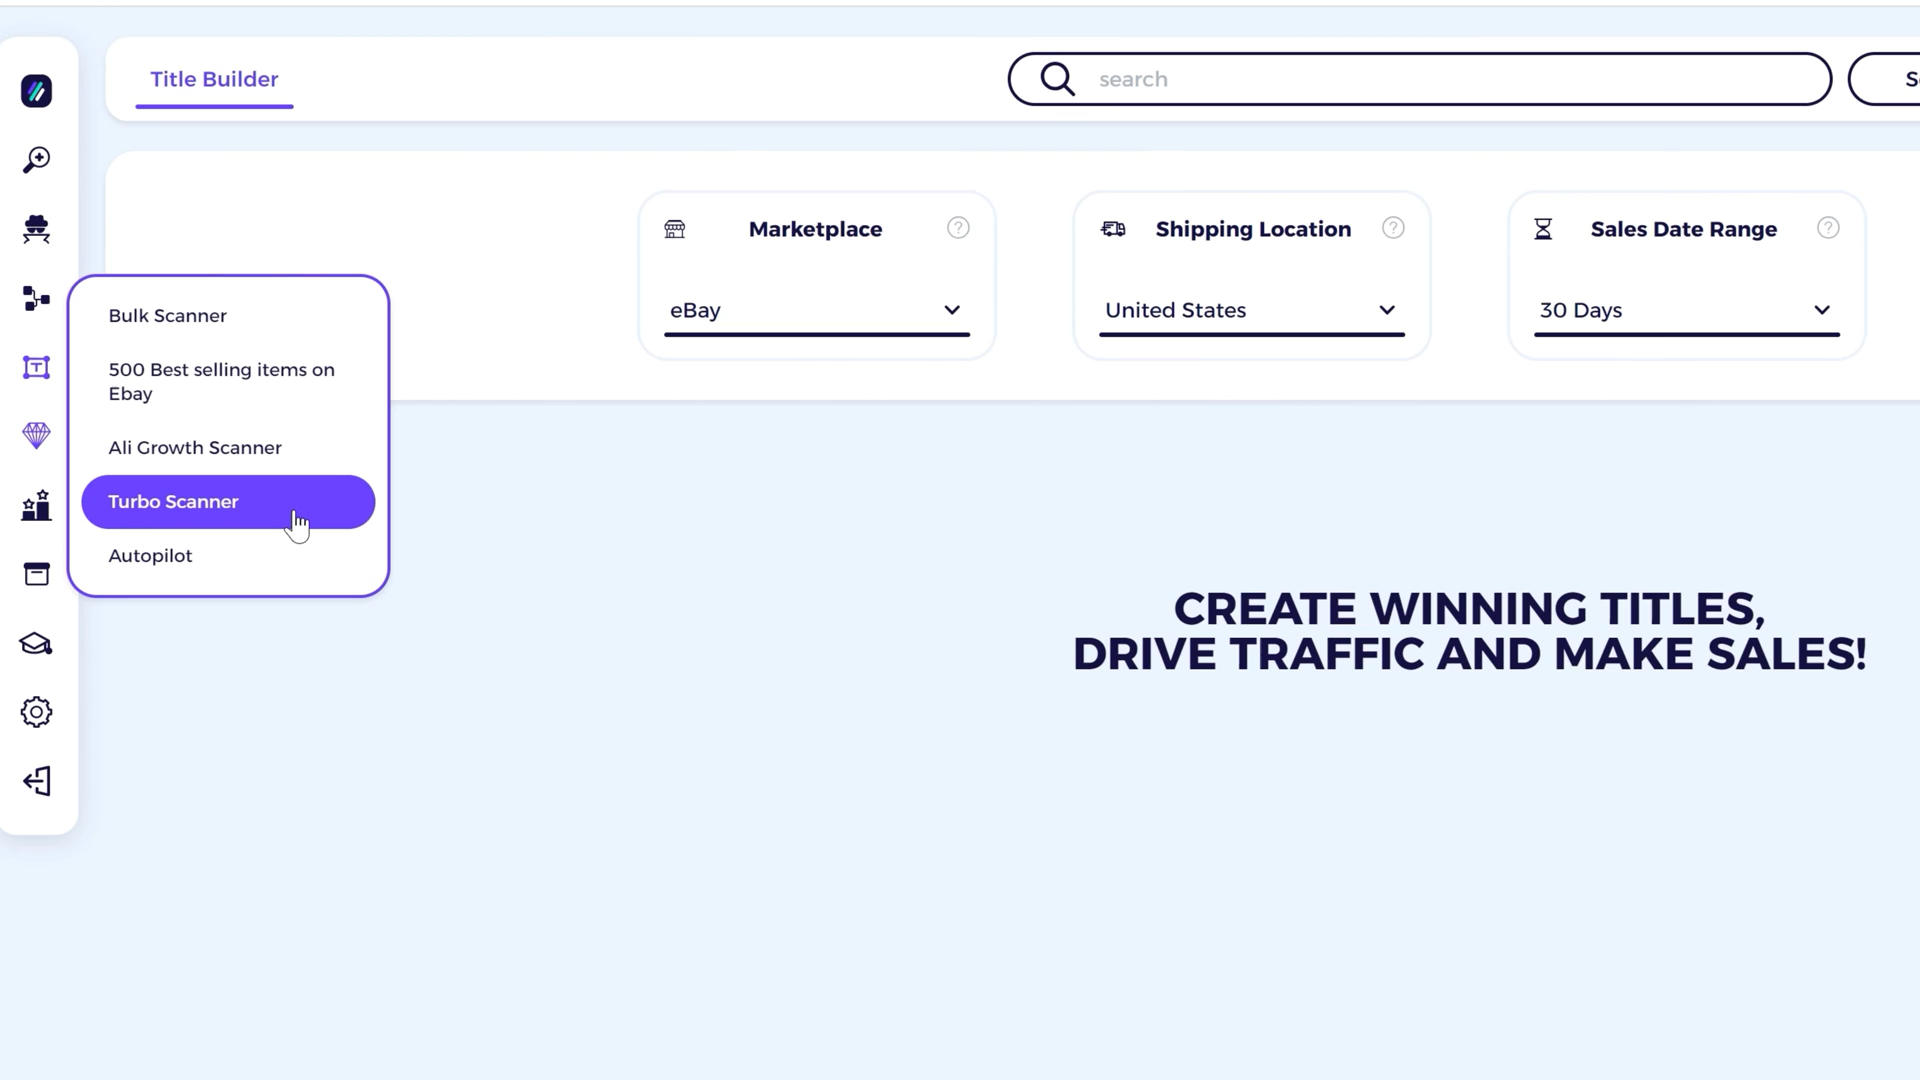 Title Builder
search
Marketplace
Shipping Location
Sales Date Range
eBay
United States
30 Days
Bulk Scanner
500 Best selling items on
Ebay
Ali Growth Scanner
Turbo Scanner
Autopilot
CREATE WINNING TITLES,
DRIVE TRAFFIC AND MAKE SALES!